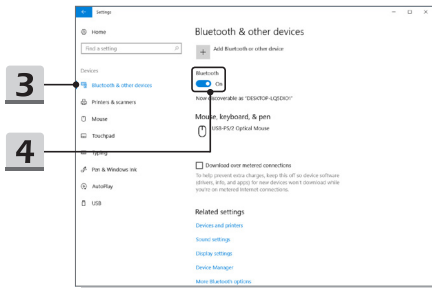 Settings
Home
Find a setting
Devices
Bluetooth & other devices
Printers & scanners
Mouse
Touchpad
Typing
Pen & Windows Ink
AutoPlay
USB
3
4
Bluetooth & other devices
Add Bluetooth or other device
Bluetooth
On
Now discoverable as
Mouse, keyboard, & pen
USB-PS/2 Optical Mouse
Download over metered connections
To help prevent extra charges, keep this off so device software
(drivers, info, and apps) for new devices won't download while
you're on metered Internet connections.
Related settings
Devices and printers
Sound settings
Display settings
Device Manager
More Bluetooth options